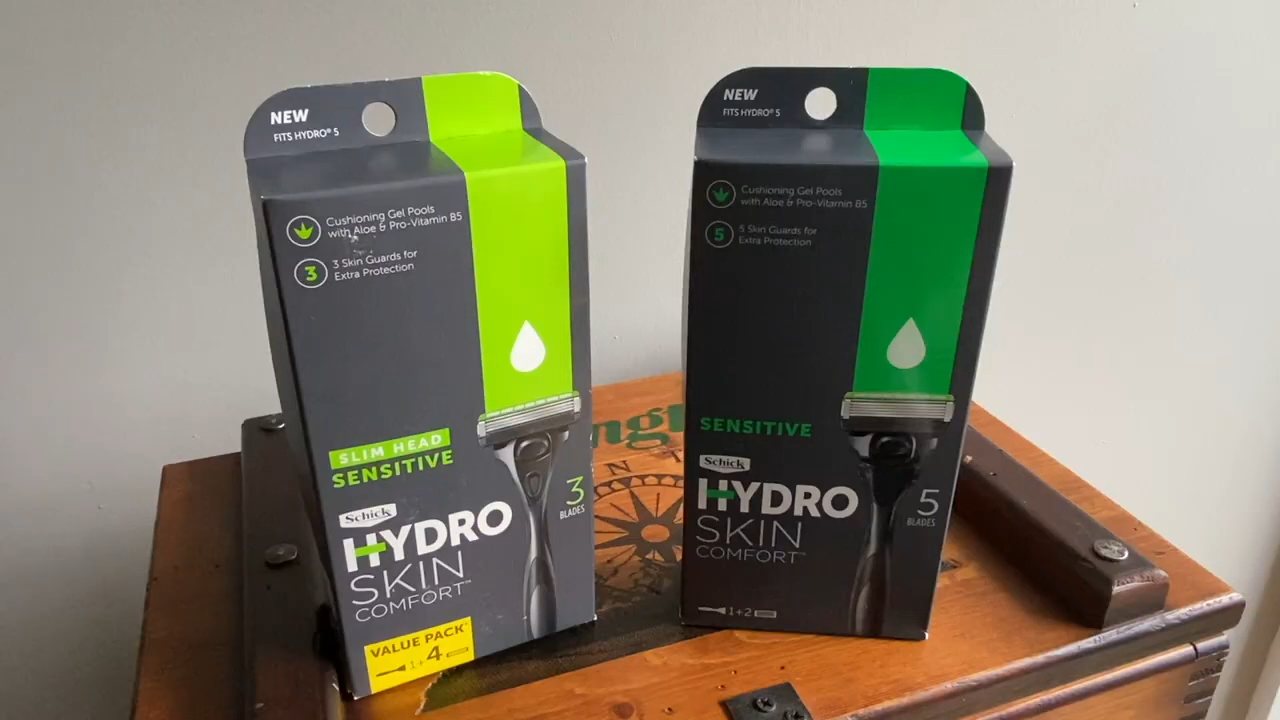 NEW
FITS HYDRO® 5
Cushioning Gel Pools
with Aloe & Pro-Vitamin B5
3
3 Skin Guards for
Extra Protection
SLIM HEAD
SENSITIVE
Schick
HYDRO
SKIN
COMFORT™
3
BLADES
VALUE PACK
1+4
NEW
FITS HYDRO® 5
Cushioning Gel Pools
with Aloe & Pro-Vitamin B5
5
5 Skin Guards for
Extra Protection
SENSITIVE
Schick
HYDRO
SKIN
COMFORT™
5
BLADES
1+2